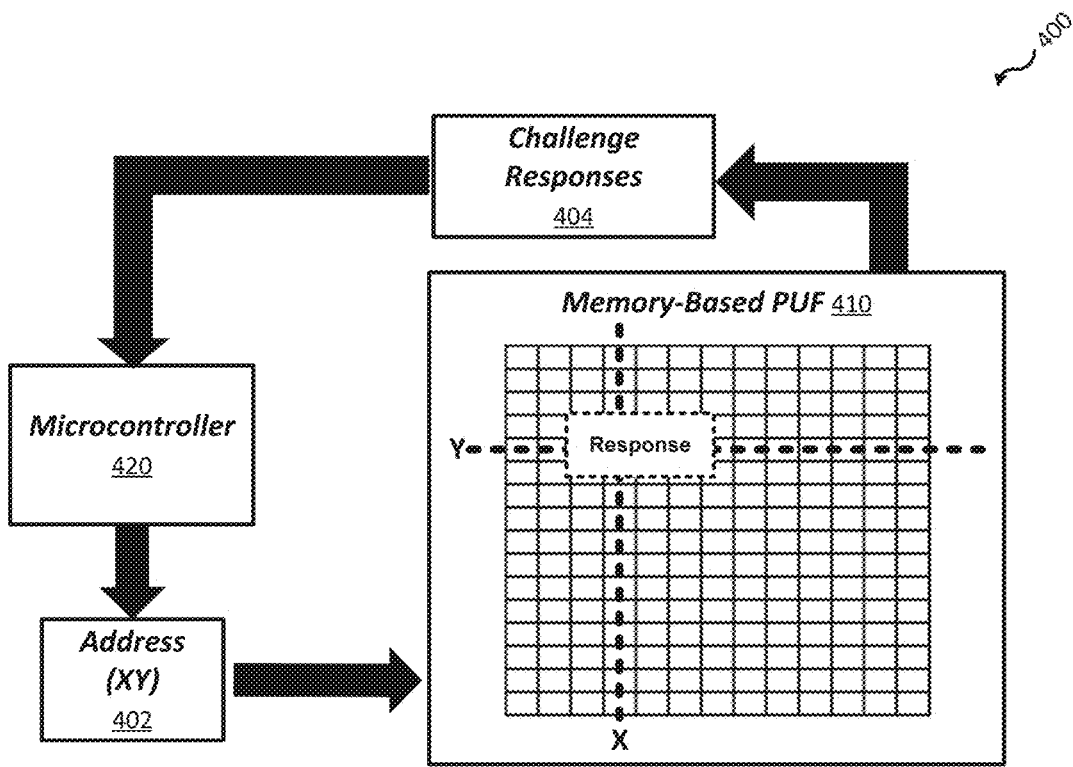 400
Challenge
Responses
404
Memory-Based PUF 410
Microcontroller
420
Y
Response
Address
(XY)
402
X